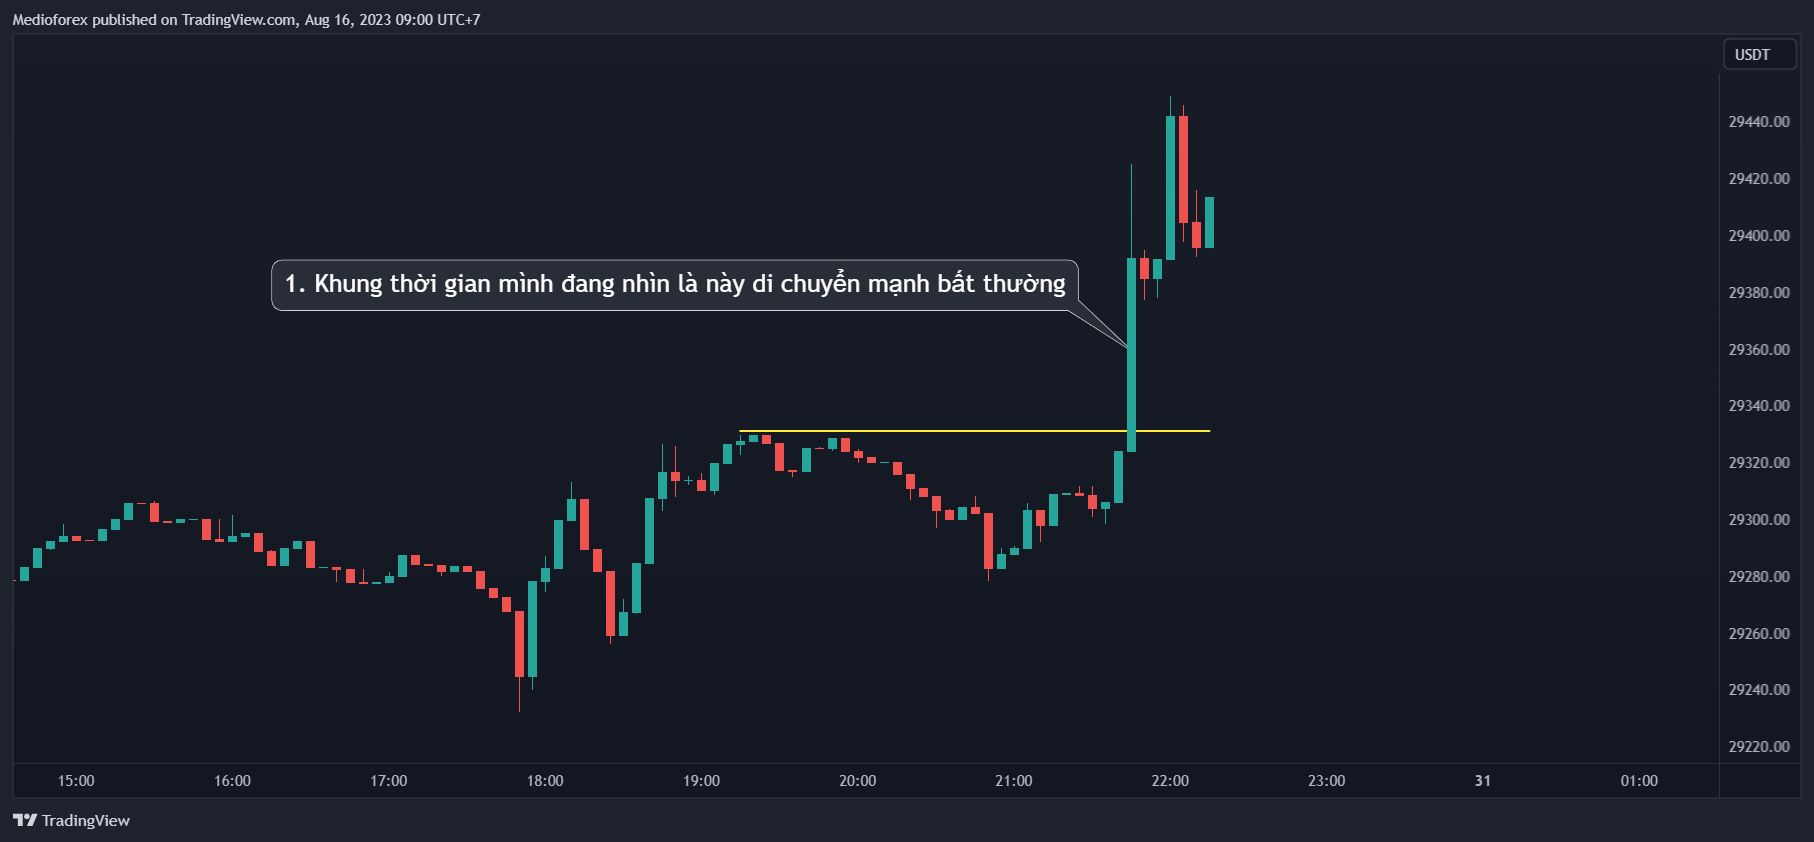 Medioforex published on TradingView.com, Aug 16, 2023 09:00 UTC+7
USDT
29440.00
29420.00
1. Khung thời gian mình đang nhìn là này di chuyển mạnh bất thường
29400.00
29380.00
29360.00
29340.00
29320.00
29300.00
29280.00
29260.00
29240.00
29220.00
15:00 16:00 17:00 18:00 19:00 20:00 21:00 22:00 23:00 31 01:00
TradingView